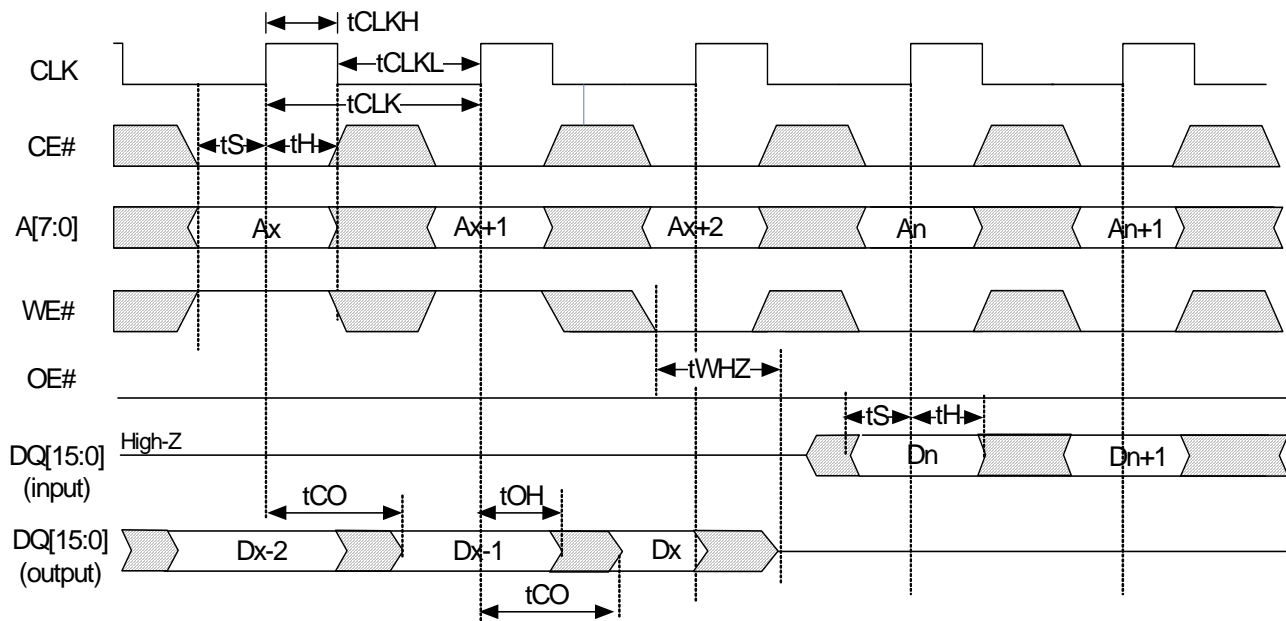 tCLKH
CLK
tCLKL
tCLK
CE#
tS
tH
A[7:0]
Ax
Ax+1
Ax+2
An
An+1
WE#
tWHZ
OE#
tS
tH
High-Z
DQ[15:0]
(input)
Dn
Dn+1
tCO
tOH
DQ[15:0]
(output)
Dx-2
Dx-1
Dx
tCO